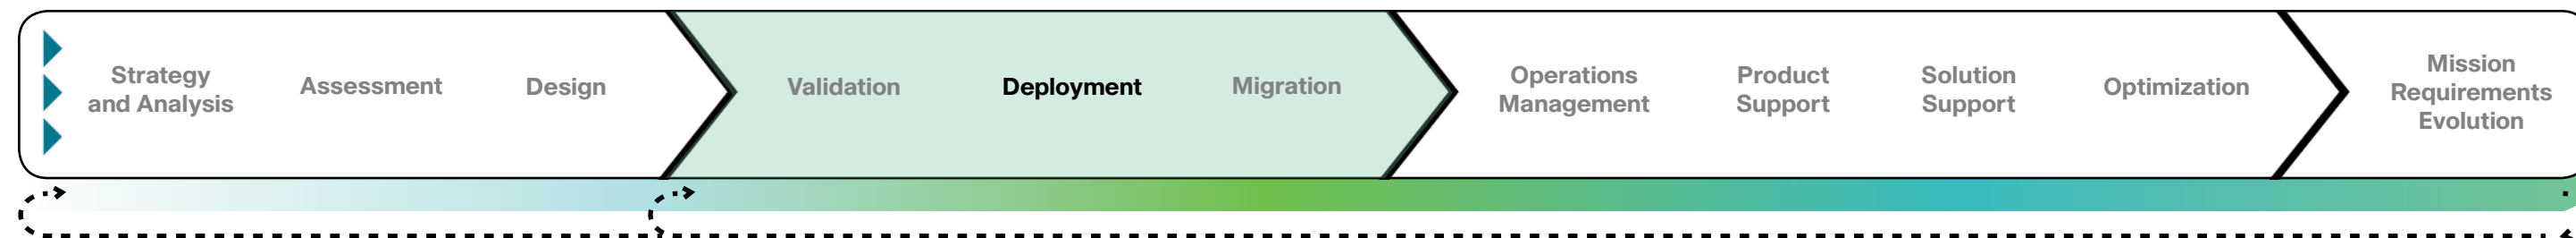 Strategy
and Analysis
Assessment
Design
Validation
Deployment
Migration
Operations
Management
Product
Support
Solution
Support
Optimization
Mission
Requirements
Evolution